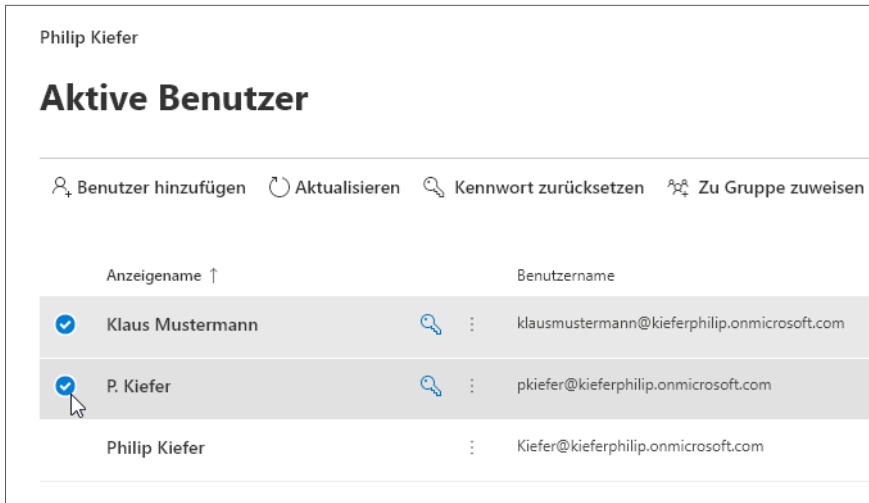 Philip Kiefer
Aktive Benutzer
Benutzer hinzufügen Aktualisieren Kennwort zurücksetzen Zu Gruppe zuweisen
Anzeigename ↑ Benutzername
Klaus Mustermann klausmustermann@kieferphilip.onmicrosoft.com
P. Kiefer pkiefer@kieferphilip.onmicrosoft.com
Philip Kiefer Kiefer@kieferphilip.onmicrosoft.com